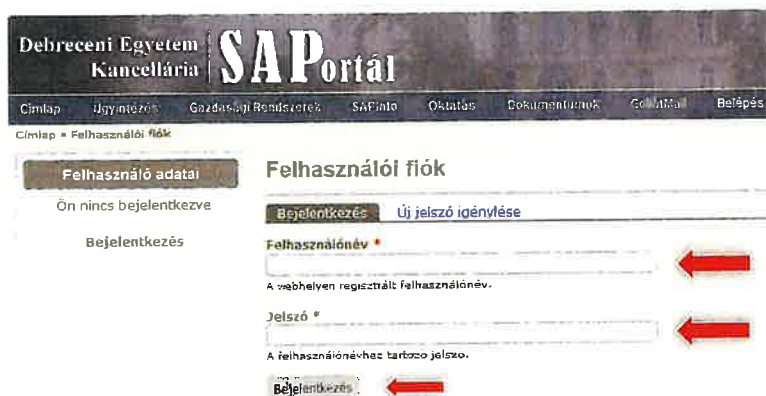 Debreceni Egyetem
Kancellária
SAPortál
Címlap Ügyintézés Gazdasági Rendszerek SAPinfo Oktatás Dokumentumok GólyaMail Belépés
Címlap » Felhasználói fiók
Felhasználó adatai
Ön nincs bejelentkezve
Bejelentkezés
Felhasználói fiók
Bejelentkezés Új jelszó igénylése
Felhasználónév *
A webhelyen regisztrált felhasználónév.
Jelszó *
A felhasználónévhez tartozó jelszó.
Bejelentkezés